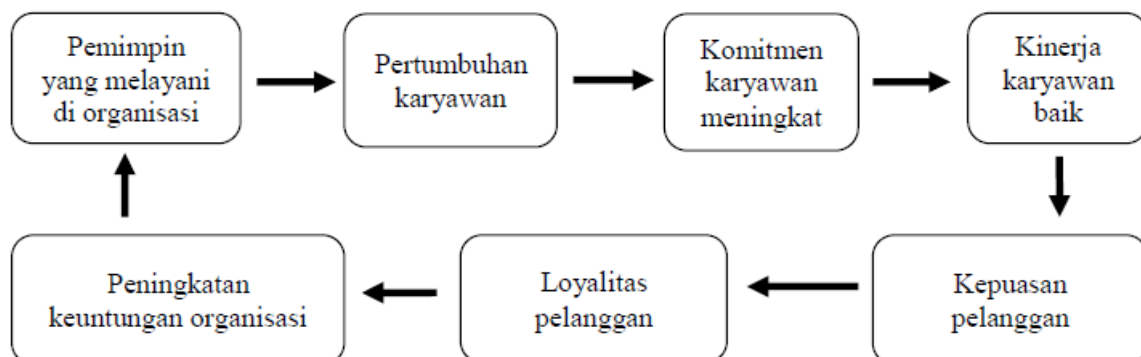 Pemimpin
yang melayani
di organisasi
Pertumbuhan
karyawan
Komitmen
karyawan
meningkat
Kinerja
karyawan
baik
Peningkatan
keuntungan organisasi
Loyalitas
pelanggan
Kepuasan
pelanggan